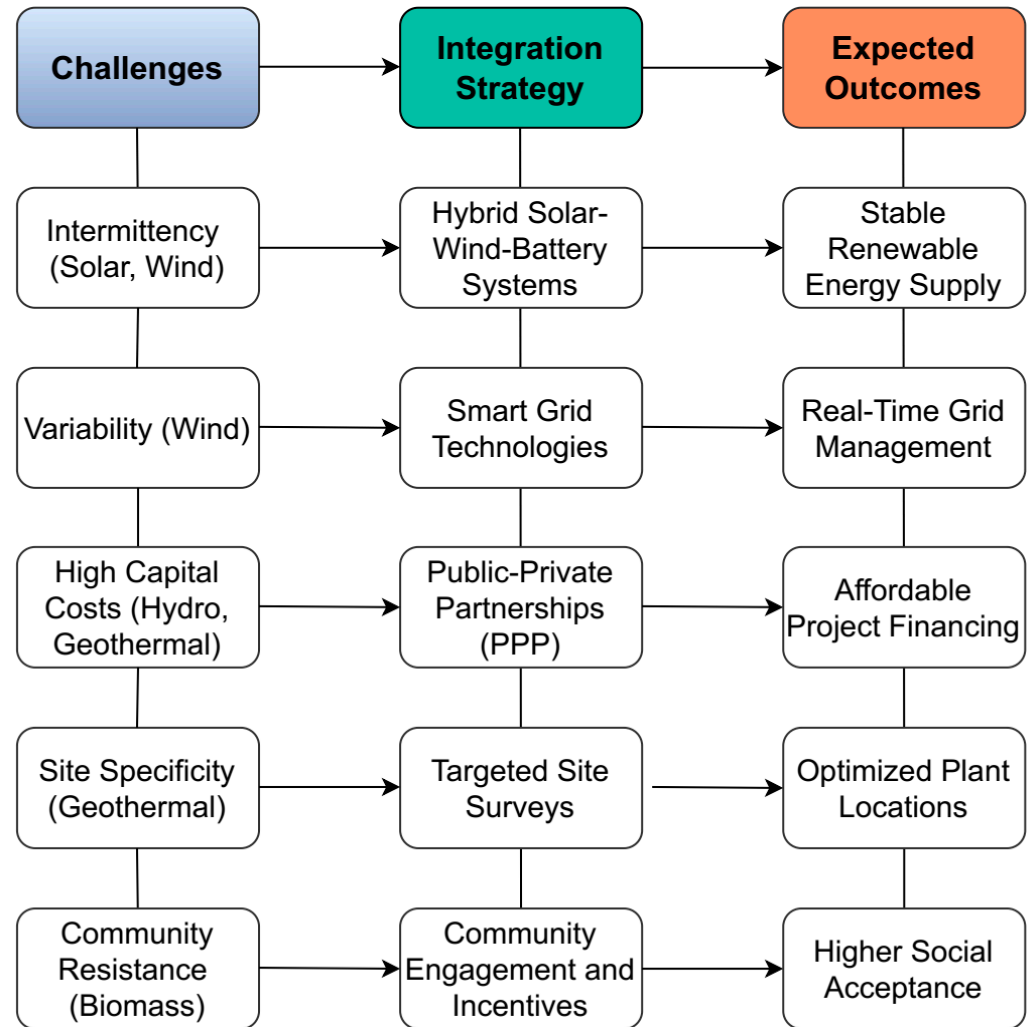 Challenges
Integration
Strategy
Expected
Outcomes
Intermittency
(Solar, Wind)
Hybrid Solar-
Wind-Battery
Systems
Stable
Renewable
Energy Supply
Variability (Wind)
Smart Grid
Technologies
Real-Time Grid
Management
High Capital
Costs (Hydro,
Geothermal)
Public-Private
Partnerships
(PPP)
Affordable
Project Financing
Site Specificity
(Geothermal)
Targeted Site
Surveys
Optimized Plant
Locations
Community
Resistance
(Biomass)
Community
Engagement and
Incentives
Higher Social
Acceptance